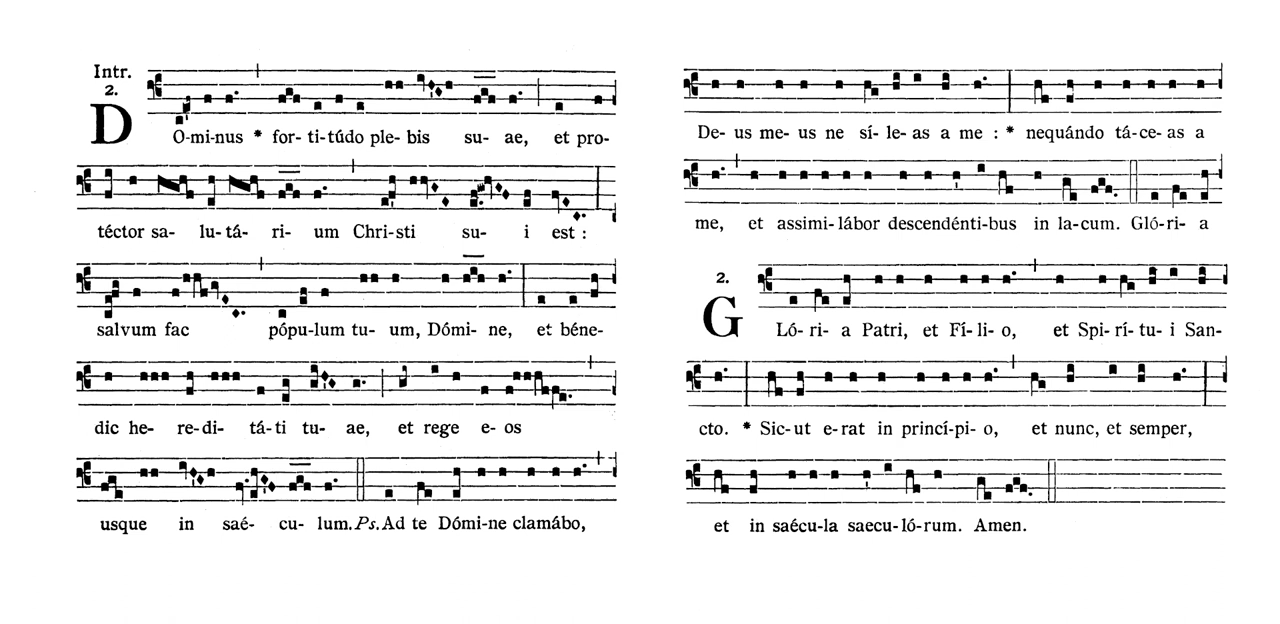 Intr.
2.
DO-mi-nus * for- ti-túdo ple- bis su- ae, et pro-
téctor sa- lu-tá- ri- um Chri-sti su- i est :
salvum fac pópu-lum tu- um, Dómi- ne, et béne-
dic he- re-di- tá-ti tu- ae, et rege e- os
usque in saé- cu- lum. Ps. Ad te Dómi-ne clamábo,
De- us me- us ne sí- le- as a me : * nequándo tá-ce- as a
me, et assimi-lábor descendénti-bus in la-cum. Gló-ri- a
2.
GLó- ri- a Patri, et Fí- li- o, et Spi- rí- tu- i San-
cto. * Sic-ut e-rat in princí-pi- o, et nunc, et semper,
et in saécu-la saecu-ló-rum. Amen.